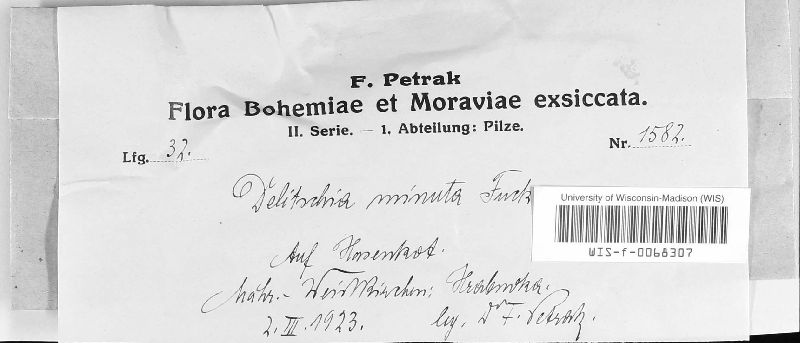 F. Petrak
Flora Bohemiae et Moraviae exsiccata.
II. Serie. — 1. Abteilung: Pilze.
Lfg. 32.
Nr. 1582.
Delitschia minuta Fuck
University of Wisconsin-Madison (WIS)
WIS-f-0068307
Auf Hasenkot.
Mähr.- Weisskirchen: Hrabuvka.
2. III. 1923. leg. Dr F. Petrak.